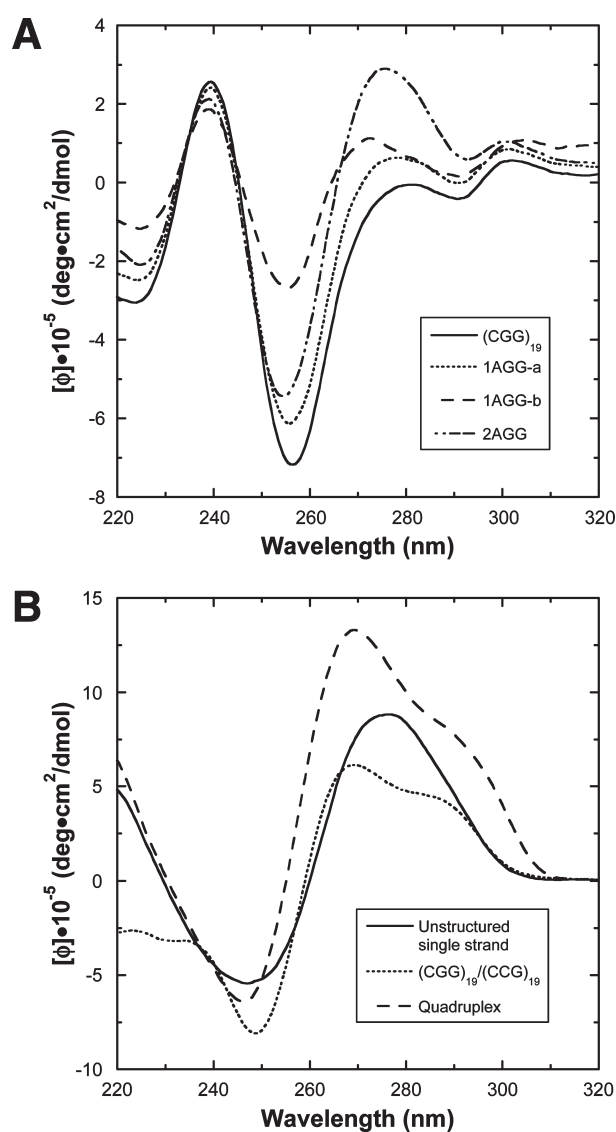 A
4
2
0
-2
-4
-6
-8
[ϕ]•10⁻⁵ (deg•cm²/dmol)
(CGG)₁₉
1AGG-a
1AGG-b
2AGG
220 240 260 280 300 320
Wavelength (nm)
B
15
10
5
0
-5
-10
[ϕ]•10⁻⁵ (deg•cm²/dmol)
Unstructured
single strand
(CGG)₁₉/(CCG)₁₉
Quadruplex
220 240 260 280 300 320
Wavelength (nm)